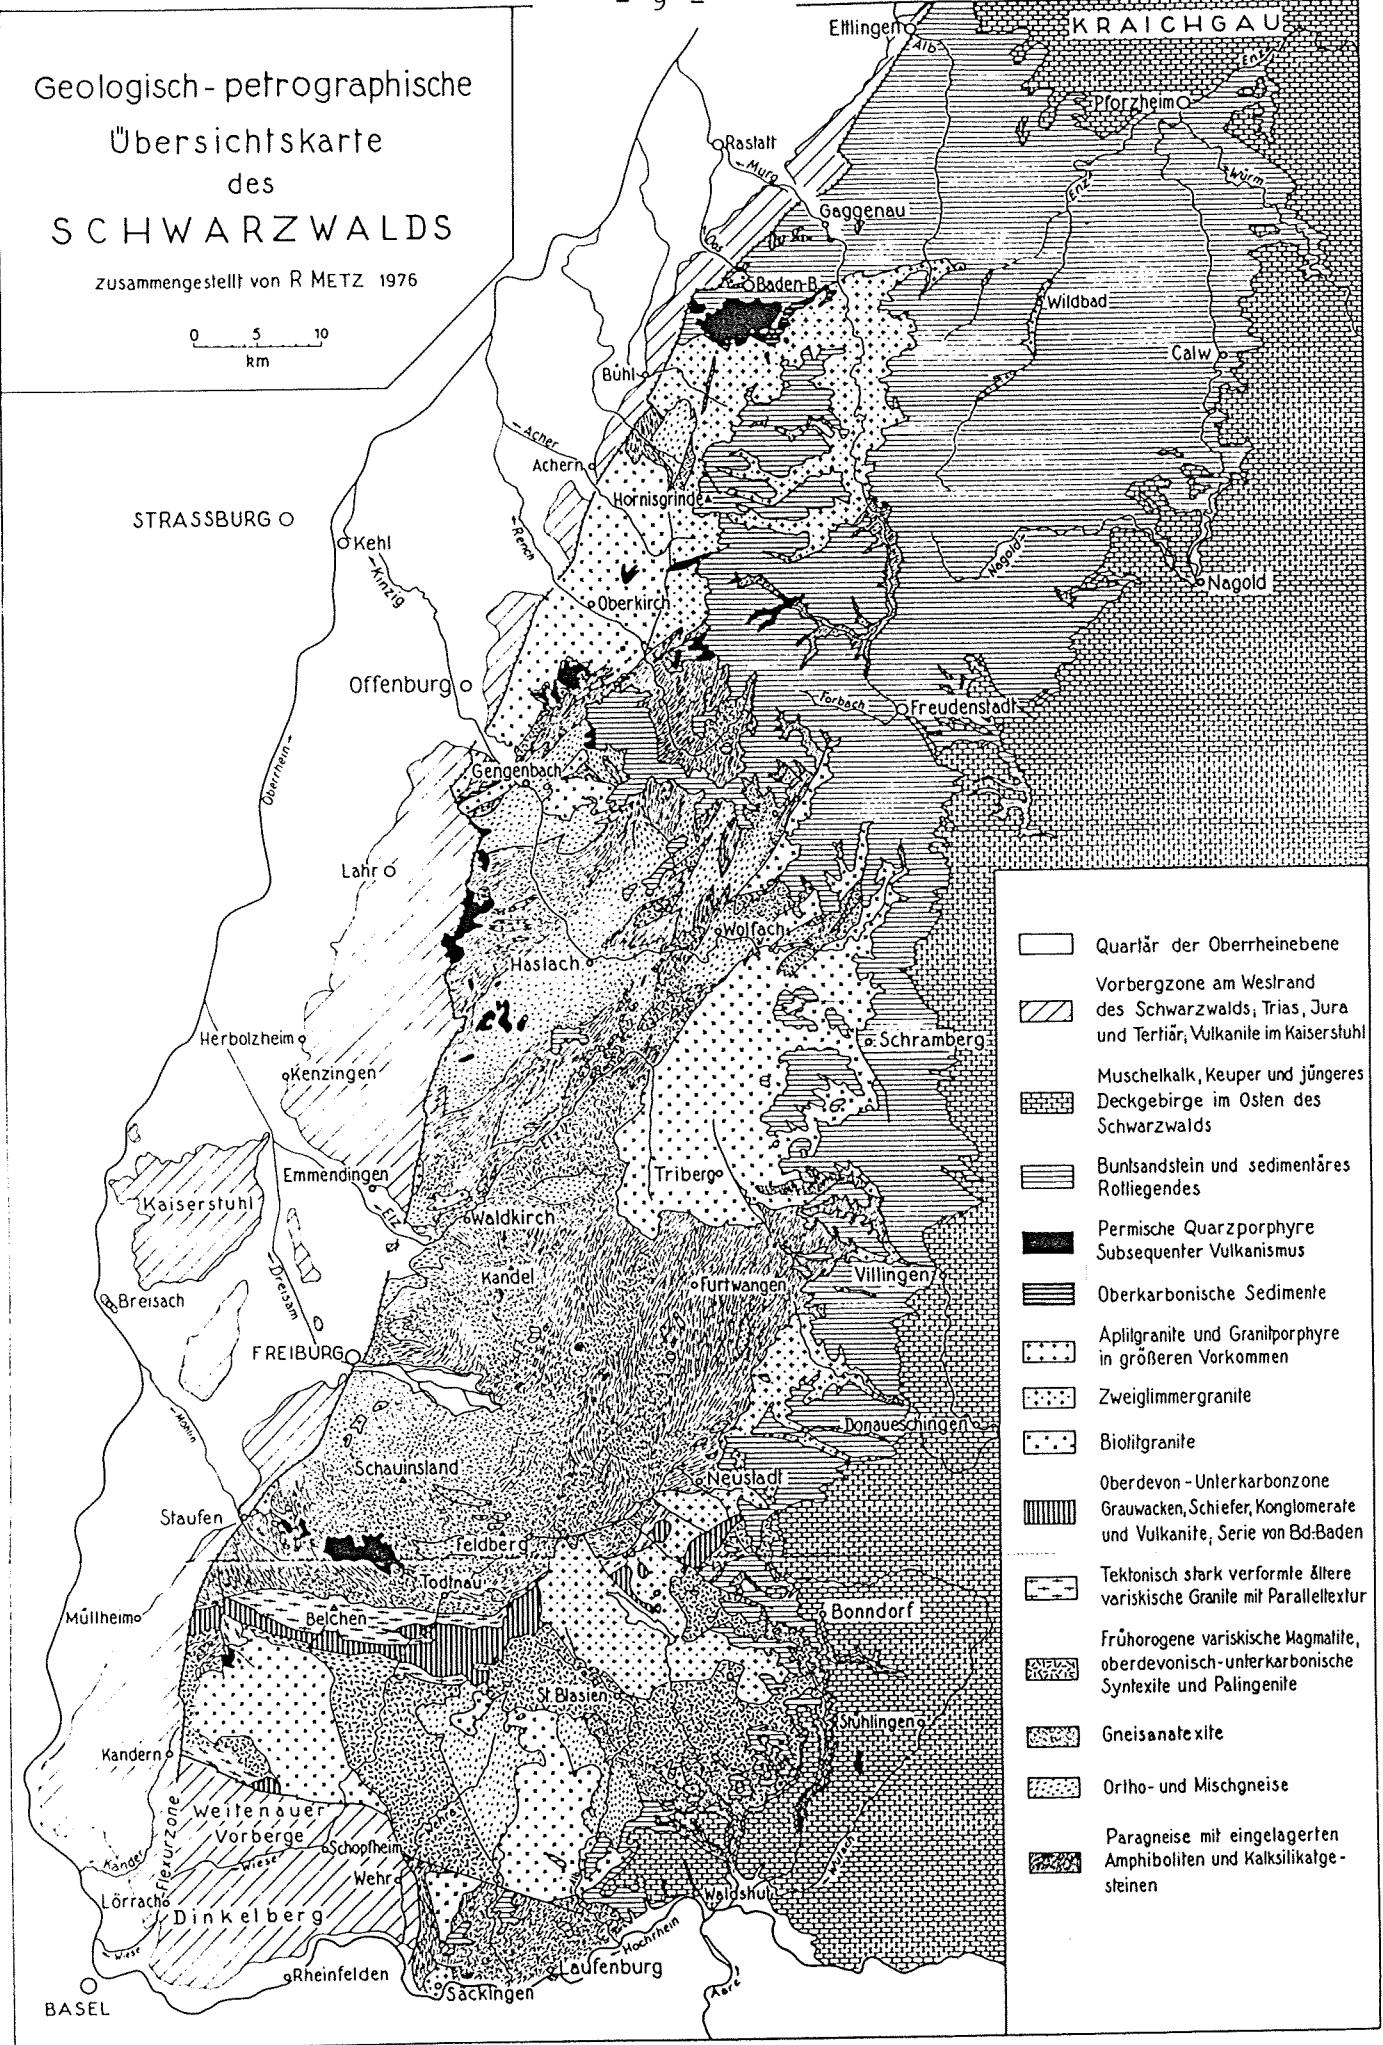 - 9 -
Geologisch-petrographische
Übersichtskarte
des
SCHWARZWALDS
zusammengestellt von R METZ 1976
0 5 10
km
KRAICHGAU
Ettlingen
Alb
Enz
Pforzheim
Rastatt
Murg
Würm
Enz
Gaggenau
Oos
Baden-B.
Wildbad
Calw
Bühl
Acher
Achern
Hornisgrinde
STRASSBURG
Kehl
Rench
Kinzig
Nagold
Nagold
Oberkirch
Offenburg
Forbach
Freudenstadt
Oberrhein
Gengenbach
Lahr
Wolfach
Haslach
Herbolzheim
Schramberg
Kenzingen
Elz
Emmendingen
Triberg
Kaiserstuhl
Elz
Waldkirch
Dreisam
Kandel
Furtwangen
Villingen
Breisach
FREIBURG
Möhlin
Donaueschingen
Schauinsland
Neustadt
Staufen
Feldberg
Todtnau
Müllheim
Belchen
Bonndorf
St. Blasien
Stühlingen
Kandern
Weitenauer
Vorberge
Wehra
Schopfheim
Flexurzone
Kander
Wiese
Wehr
Alb
Wutach
Lörrach
Dinkelberg
Waldshut
Wiese
Hochrhein
Rheinfelden
Laufenburg
Säckingen
Aare
BASEL
Quartär der Oberrheinebene
Vorbergzone am Westrand
des Schwarzwalds; Trias, Jura
und Tertiär; Vulkanite im Kaiserstuhl
Muschelkalk, Keuper und jüngeres
Deckgebirge im Osten des
Schwarzwalds
Buntsandstein und sedimentäres
Rotliegendes
Permische Quarzporphyre
Subsequenter Vulkanismus
Oberkarbonische Sedimente
Aplitgranite und Granitporphyre
in größeren Vorkommen
Zweiglimmergranite
Biotitgranite
Oberdevon-Unterkarbonzone
Grauwacken, Schiefer, Konglomerate
und Vulkanite; Serie von Bd:Baden
Tektonisch stark verformte ältere
variskische Granite mit Paralleltextur
Frühorogene variskische Magmatite,
oberdevonisch-unterkarbonische
Syntexite und Palingenite
Gneisanatexite
Ortho- und Mischgneise
Paragneise mit eingelagerten
Amphiboliten und Kalksilikatge-
steinen